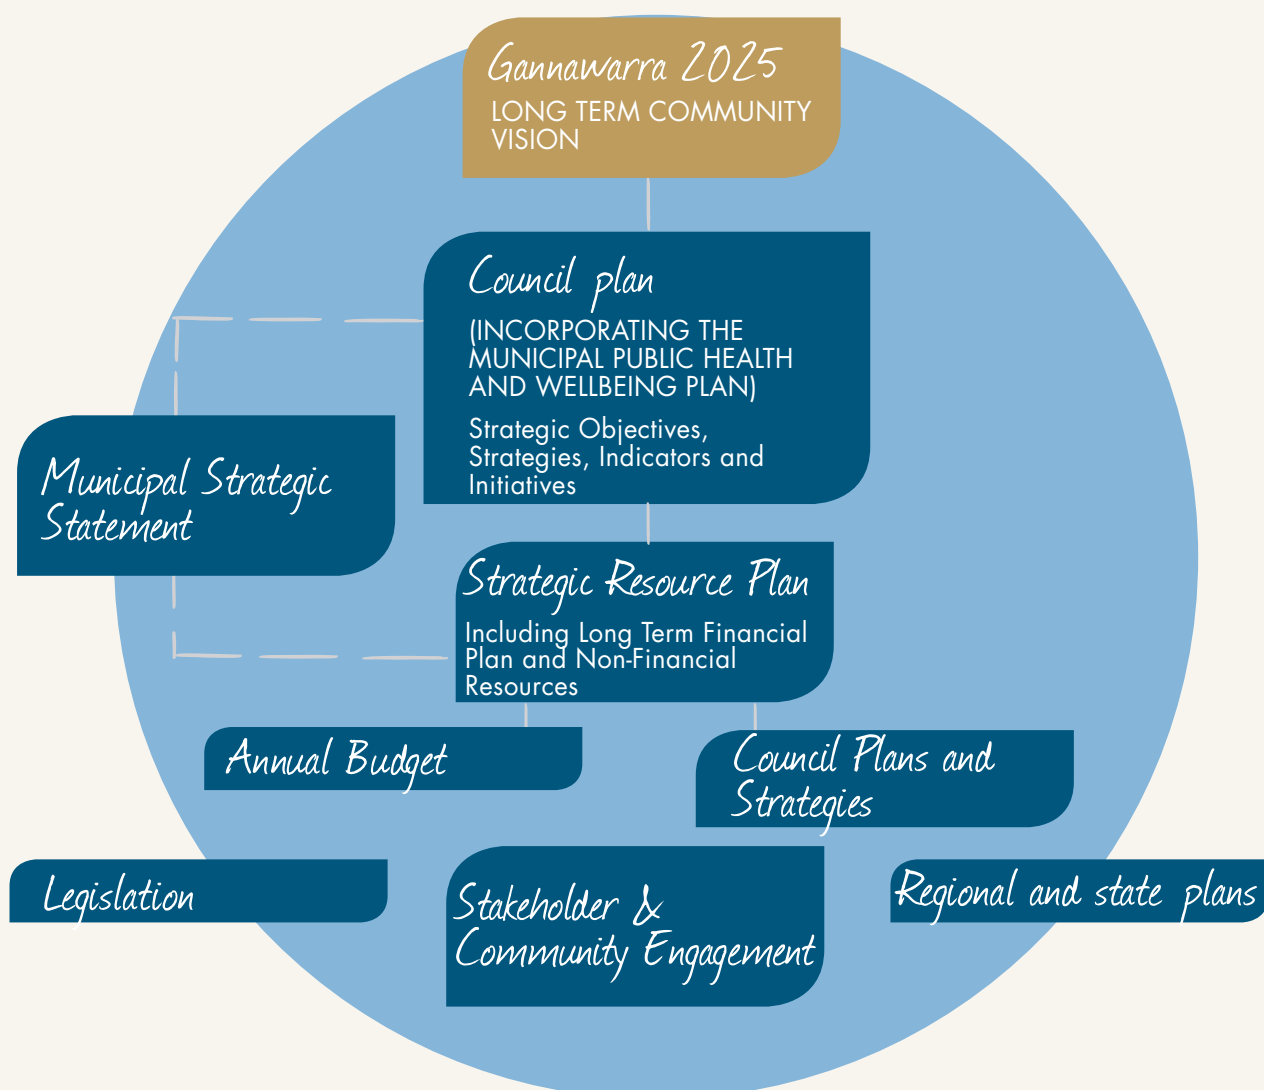 Gannawarra 2025
LONG TERM COMMUNITY
VISION
Council plan
(INCORPORATING THE
MUNICIPAL PUBLIC HEALTH
AND WELLBEING PLAN)
Strategic Objectives,
Strategies, Indicators and
Initiatives
Municipal Strategic
Statement
Strategic Resource Plan
Including Long Term Financial
Plan and Non-Financial
Resources
Annual Budget
Council Plans and
Strategies
Legislation
Stakeholder &
Community Engagement
Regional and state plans